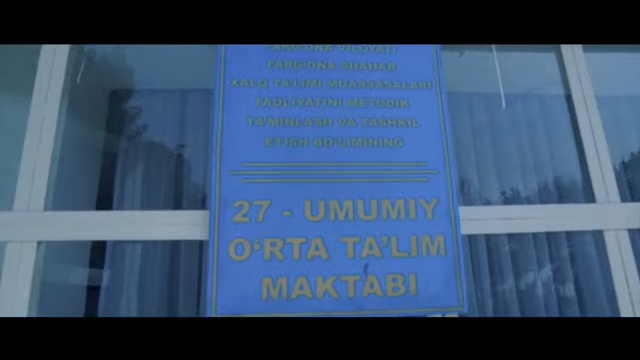 FARG'ONA VILOYATI
FARG'ONA SHAHAR
XALQ TA'LIMI MUASSASALARI
FAOLIYATINI METODIK
TA'MINLASH VA TASHKIL
ETISH BO'LIMINING
27 - UMUMIY
O'RTA TA'LIM
MAKTABI